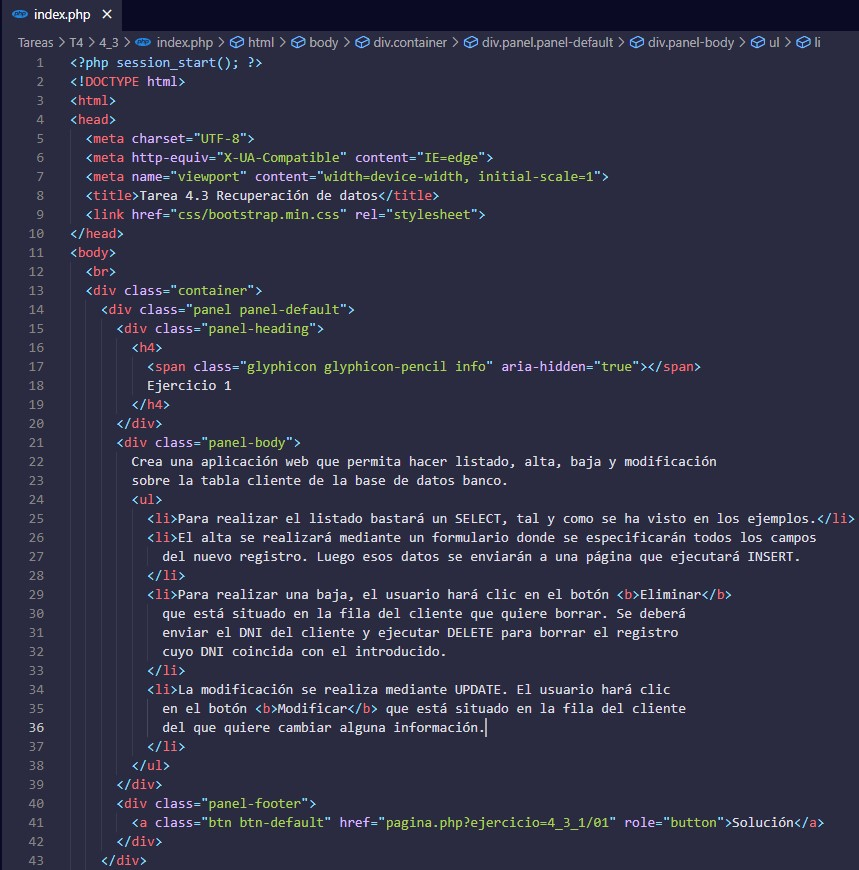 index.php
Tareas > T4 > 4_3 > index.php > html > body > div.container > div.panel.panel-default > div.panel-body > ul > li
1 <?php session_start(); ?>
2 <!DOCTYPE html>
3 <html>
4 <head>
5 <meta charset="UTF-8">
6 <meta http-equiv="X-UA-Compatible" content="IE=edge">
7 <meta name="viewport" content="width=device-width, initial-scale=1">
8 <title>Tarea 4.3 Recuperación de datos</title>
9 <link href="css/bootstrap.min.css" rel="stylesheet">
10 </head>
11 <body>
12 <br>
13 <div class="container">
14 <div class="panel panel-default">
15 <div class="panel-heading">
16 <h4>
17 <span class="glyphicon glyphicon-pencil info" aria-hidden="true"></span>
18 Ejercicio 1
19 </h4>
20 </div>
21 <div class="panel-body">
22 Crea una aplicación web que permita hacer listado, alta, baja y modificación
23 sobre la tabla cliente de la base de datos banco.
24 <ul>
25 <li>Para realizar el listado bastará un SELECT, tal y como se ha visto en los ejemplos.</li>
26 <li>El alta se realizará mediante un formulario donde se especificarán todos los campos
27 del nuevo registro. Luego esos datos se enviarán a una página que ejecutará INSERT.
28 </li>
29 <li>Para realizar una baja, el usuario hará clic en el botón <b>Eliminar</b>
30 que está situado en la fila del cliente que quiere borrar. Se deberá
31 enviar el DNI del cliente y ejecutar DELETE para borrar el registro
32 cuyo DNI coincida con el introducido.
33 </li>
34 <li>La modificación se realiza mediante UPDATE. El usuario hará clic
35 en el botón <b>Modificar</b> que está situado en la fila del cliente
36 del que quiere cambiar alguna información.
37 </li>
38 </ul>
39 </div>
40 <div class="panel-footer">
41 <a class="btn btn-default" href="pagina.php?ejercicio=4_3_1/01" role="button">Solución</a>
42 </div>
43 </div>